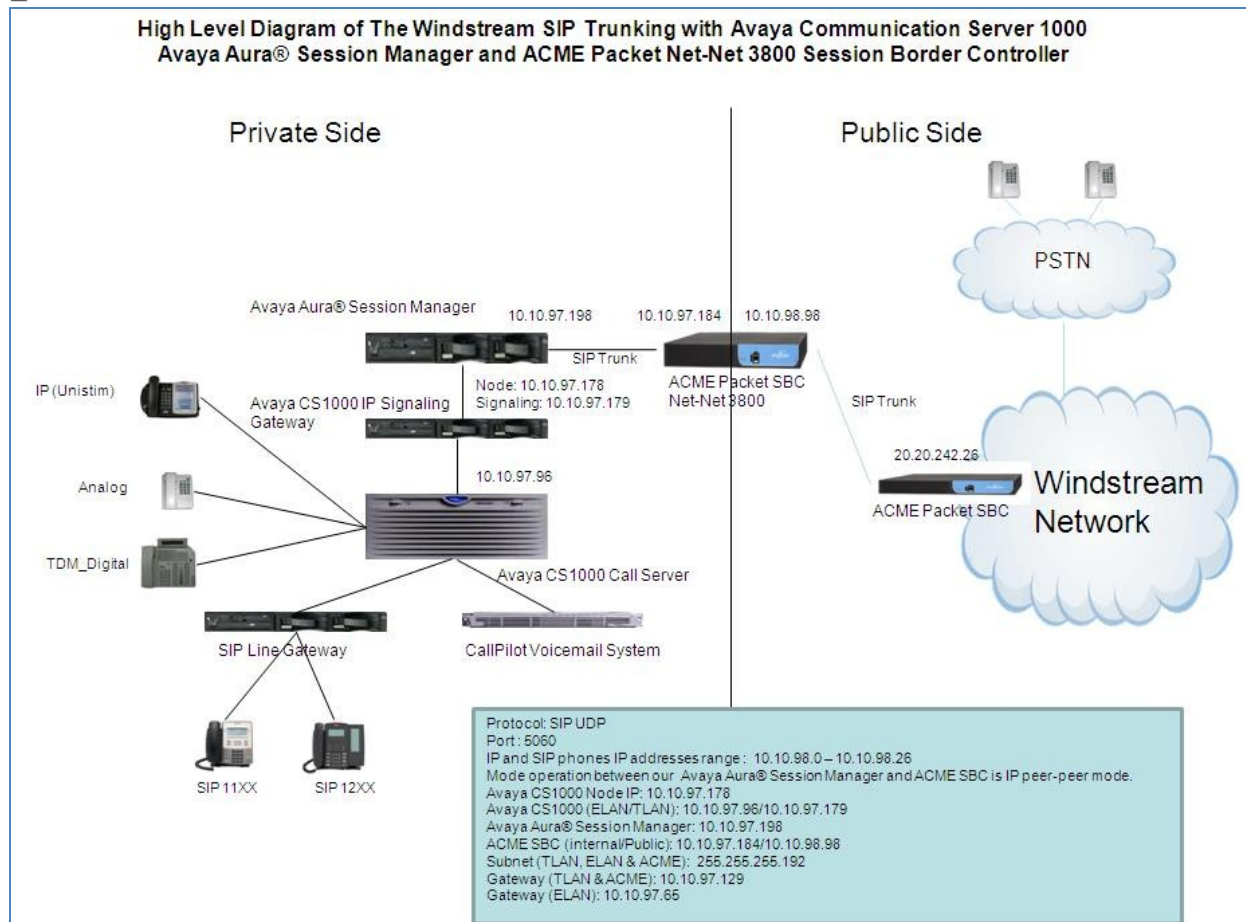 High Level Diagram of The Windstream SIP Trunking with Avaya Communication Server 1000
Avaya Aura® Session Manager and ACME Packet Net-Net 3800 Session Border Controller
Private Side
Public Side
PSTN
Avaya Aura® Session Manager
10.10.97.198
10.10.97.184
10.10.98.98
SIP Trunk
ACME Packet SBC
Net-Net 3800
IP (Unistim)
Node: 10.10.97.178
Signaling: 10.10.97.179
Avaya CS1000 IP Signaling
Gateway
SIP Trunk
20.20.242.26
ACME Packet SBC
Windstream
Network
10.10.97.96
Analog
TDM_Digital
Avaya CS1000 Call Server
SIP Line Gateway
CallPilot Voicemail System
SIP 11XX
SIP 12XX
Protocol: SIP UDP
Port : 5060
IP and SIP phones IP addresses range : 10.10.98.0 – 10.10.98.26
Mode operation between our Avaya Aura® Session Manager and ACME SBC is IP peer-peer mode.
Avaya CS1000 Node IP: 10.10.97.178
Avaya CS1000 (ELAN/TLAN): 10.10.97.96/10.10.97.179
Avaya Aura® Session Manager: 10.10.97.198
ACME SBC (internal/Public): 10.10.97.184/10.10.98.98
Subnet (TLAN, ELAN & ACME): 255.255.255.192
Gateway (TLAN & ACME): 10.10.97.129
Gateway (ELAN): 10.10.97.65